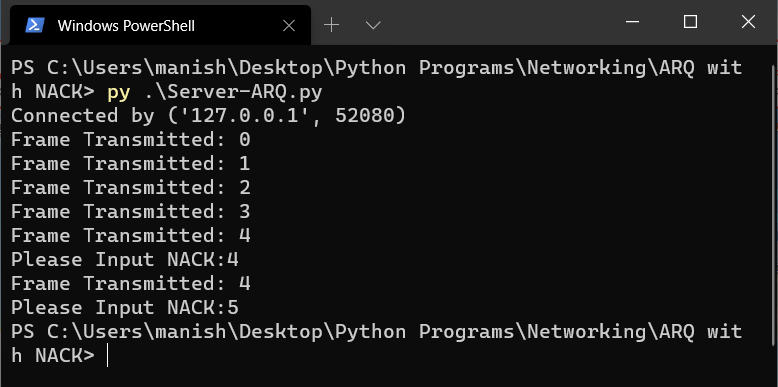 Windows PowerShell
PS C:\Users\manish\Desktop\Python Programs\Networking\ARQ wit
h NACK> py .\Server-ARQ.py
Connected by ('127.0.0.1', 52080)
Frame Transmitted: 0
Frame Transmitted: 1
Frame Transmitted: 2
Frame Transmitted: 3
Frame Transmitted: 4
Please Input NACK:4
Frame Transmitted: 4
Please Input NACK:5
PS C:\Users\manish\Desktop\Python Programs\Networking\ARQ wit
h NACK>